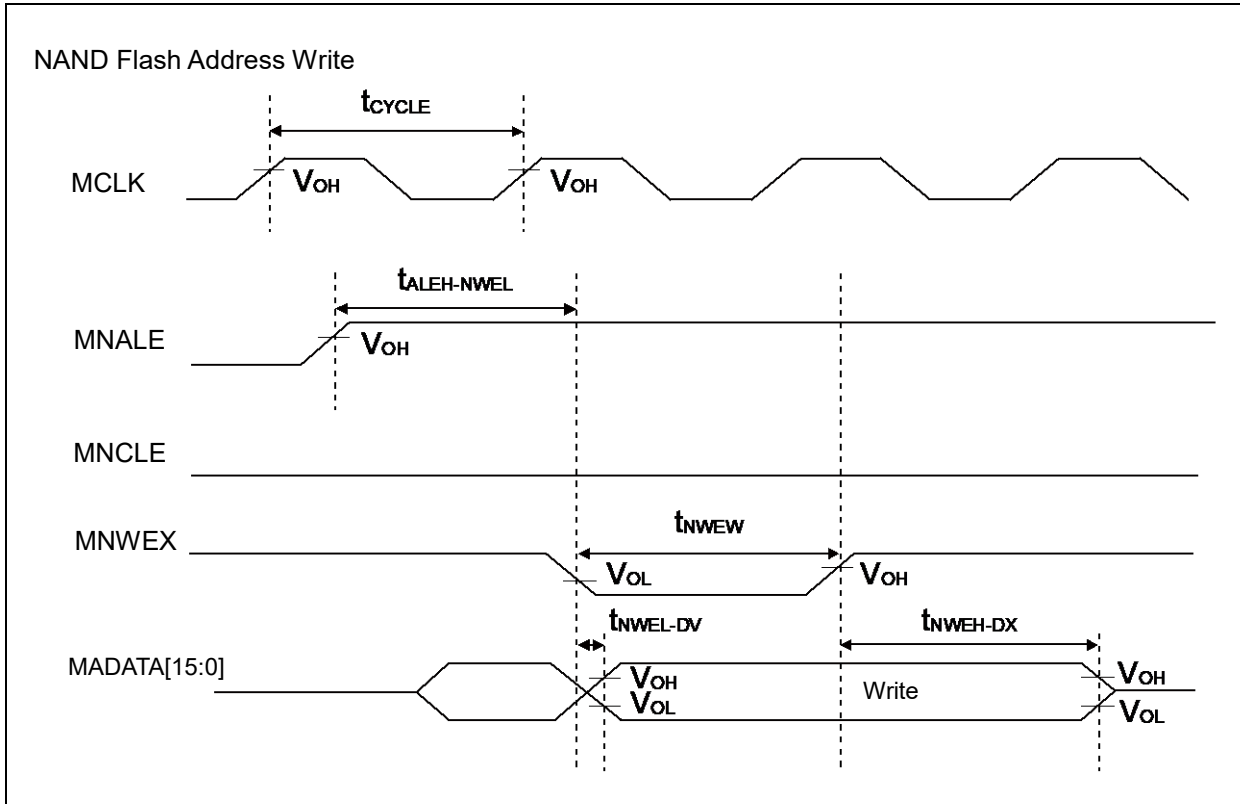 NAND Flash Address Write
tCYCLE
MCLK
VOH
VOH
tALEH-NWEL
MNALE
VOH
MNCLE
tNWEW
MNWEX
VOL
VOH
tNWEL-DV
tNWEH-DX
MADATA[15:0]
VOH
Write
VOH
VOL
VOL